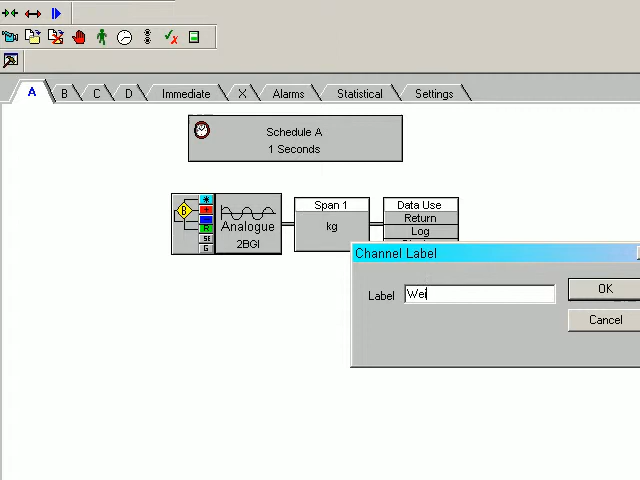 A B C D Immediate X Alarms Statistical Settings
Schedule A
1 Seconds
B
R
SE
G
Analogue
2BGI
Span 1
kg
Data Use
Return
Log
Channel Label
Label Wei
OK
Cancel